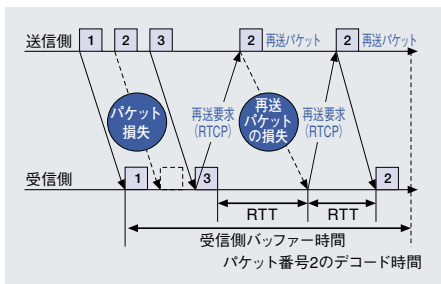 送信側 1 2 3 2 再送パケット 2 再送パケット
パケット
損失
再送要求
(RTCP)
再送
パケット
の損失
再送要求
(RTCP)
受信側 1 3 2
RTT RTT
受信側バッファー時間
パケット番号2のデコード時間